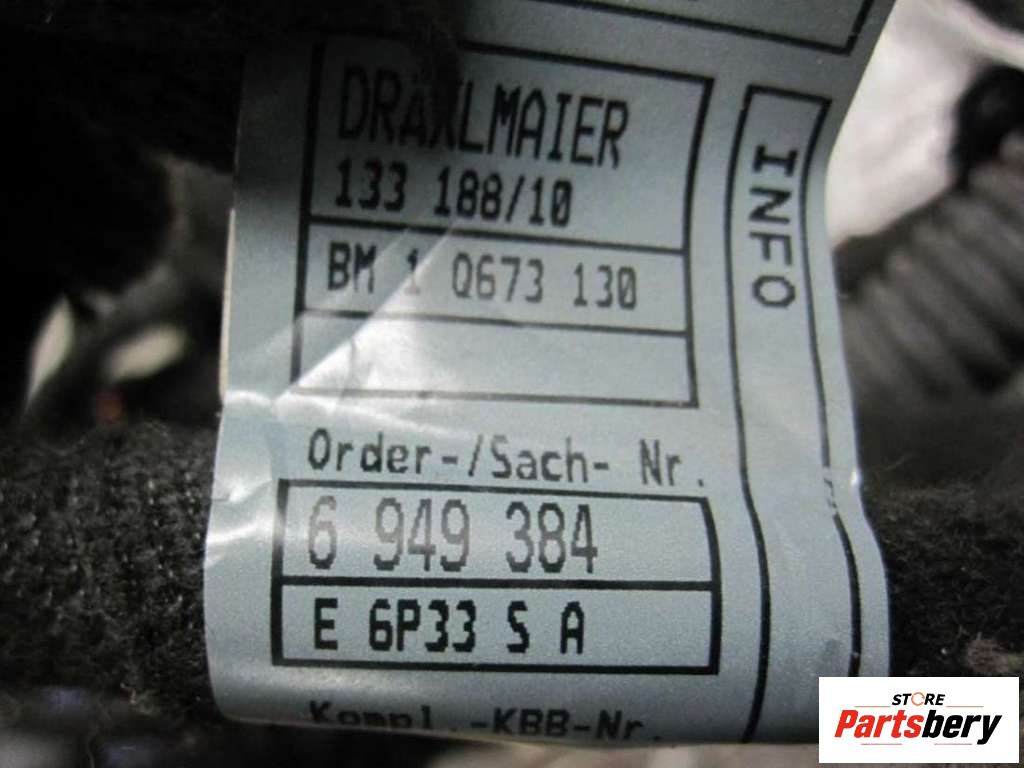 DRÄXLMAIER
133 188/10
BM 1 Q673 130
INFO
Order-/Sach- Nr.
6 949 384
E 6P33 S A
Kompl.-KBB-Nr.
STORE
Partsbery